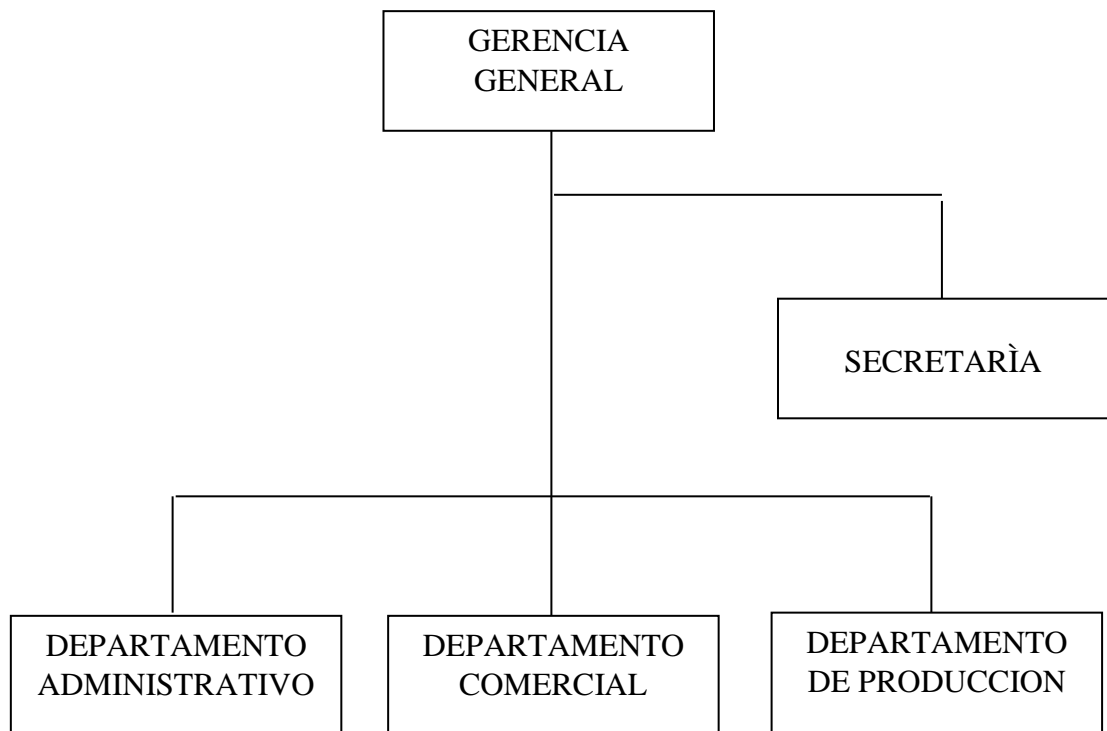 GERENCIA
GENERAL
SECRETARÌA
DEPARTAMENTO
ADMINISTRATIVO
DEPARTAMENTO
COMERCIAL
DEPARTAMENTO
DE PRODUCCION